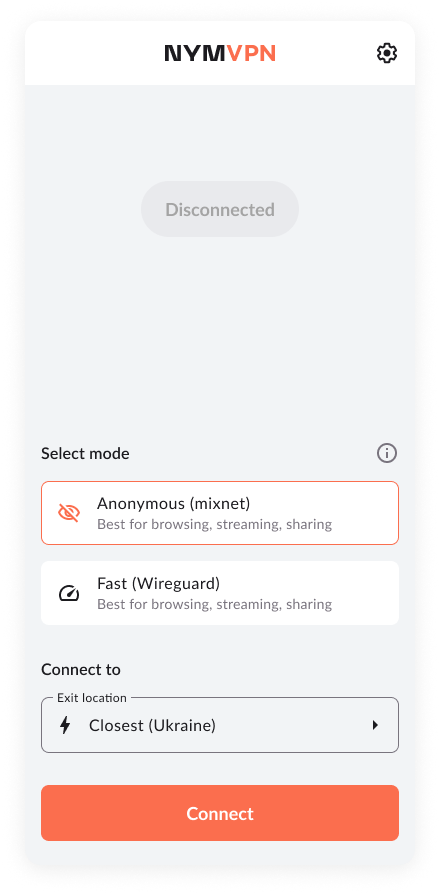 NYMVPN
Disconnected
Select mode
Anonymous (mixnet)
Best for browsing, streaming, sharing
Fast (Wireguard)
Best for browsing, streaming, sharing
Connect to
Exit location
Closest (Ukraine)
Connect